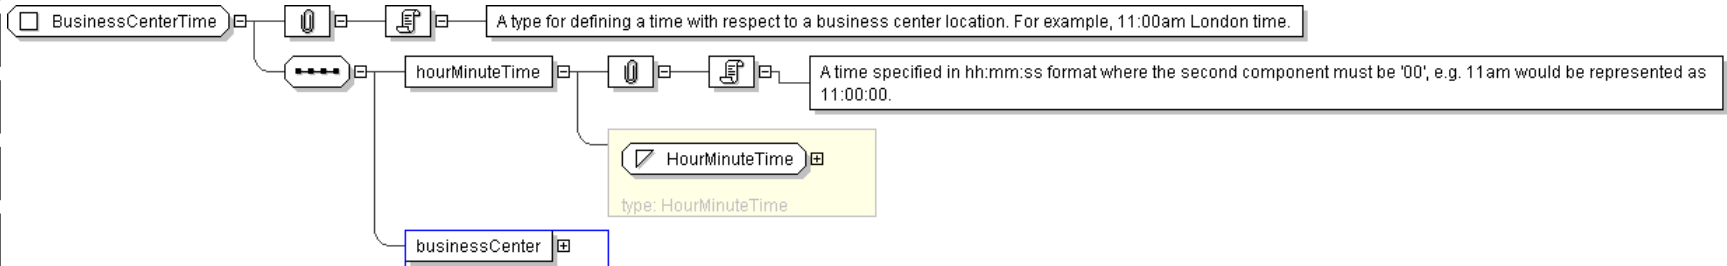 BusinessCenterTime
A type for defining a time with respect to a business center location. For example, 11:00am London time.
hourMinuteTime
A time specified in hh:mm:ss format where the second component must be '00', e.g. 11am would be represented as
11:00:00.
HourMinuteTime
type: HourMinuteTime
businessCenter